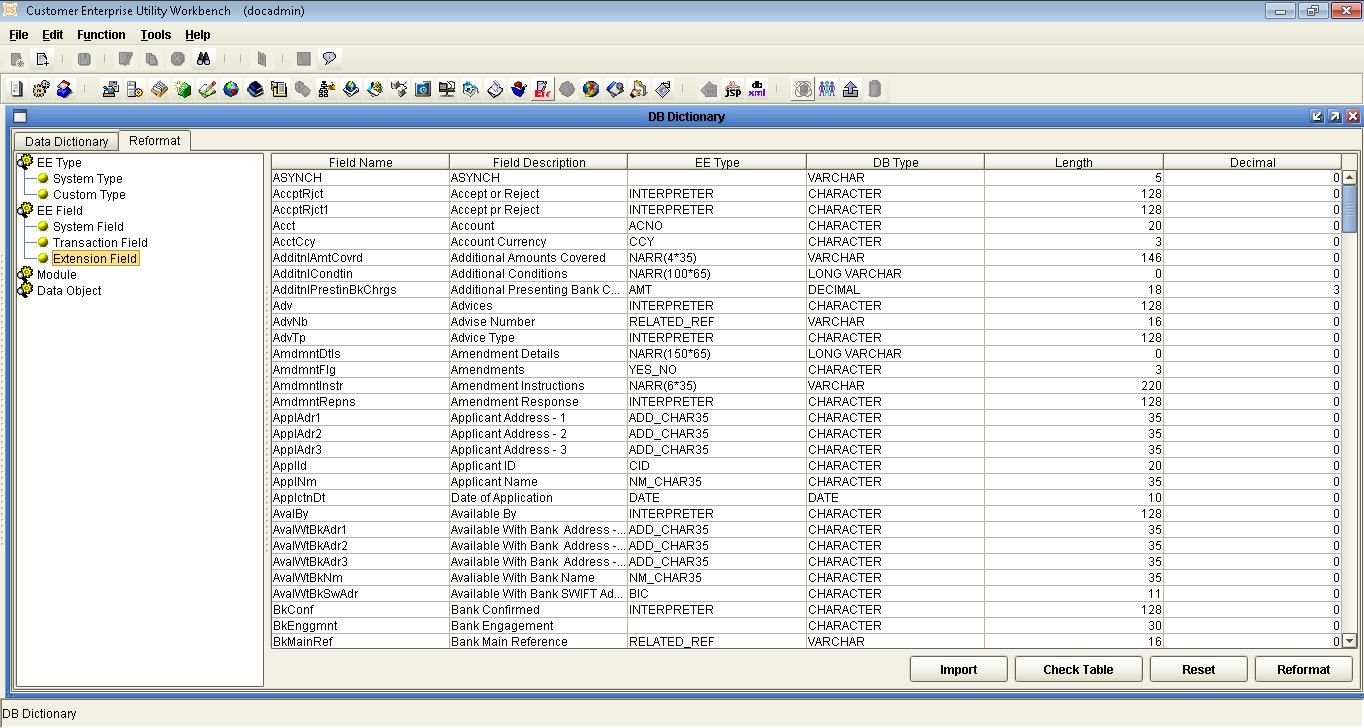 Customer Enterprise Utility Workbench (docadmin)
File Edit Function Tools Help
DB Dictionary
Data Dictionary Reformat
EE Type
System Type
Custom Type
EE Field
System Field
Transaction Field
Extension Field
Module
Data Object
Field Name Field Description EE Type DB Type Length Decimal
ASYNCH ASYNCH VARCHAR 5 0
AccptRjct Accept or Reject INTERPRETER CHARACTER 128 0
AccptRjct1 Accept pr Reject INTERPRETER CHARACTER 128 0
Acct Account ACNO CHARACTER 20 0
AcctCcy Account Currency CCY CHARACTER 3 0
AdditnlAmtCovrd Additional Amounts Covered NARR(4*35) VARCHAR 146 0
AdditnlCondtin Additional Conditions NARR(100*65) LONG VARCHAR 0 0
AdditnlPrestinBkChrgs Additional Presenting Bank C... AMT DECIMAL 18 3
Adv Advices INTERPRETER CHARACTER 128 0
AdvNb Advise Number RELATED_REF VARCHAR 16 0
AdvTp Advice Type INTERPRETER CHARACTER 128 0
AmdmntDtls Amendment Details NARR(150*65) LONG VARCHAR 0 0
AmdmntFlg Amendments YES_NO CHARACTER 3 0
AmdmntInstr Amendment Instructions NARR(6*35) VARCHAR 220 0
AmdmntRepns Amendment Response INTERPRETER CHARACTER 128 0
ApplAdr1 Applicant Address - 1 ADD_CHAR35 CHARACTER 35 0
ApplAdr2 Applicant Address - 2 ADD_CHAR35 CHARACTER 35 0
ApplAdr3 Applicant Address - 3 ADD_CHAR35 CHARACTER 35 0
ApplId Applicant ID CID CHARACTER 20 0
ApplNm Applicant Name NM_CHAR35 CHARACTER 35 0
ApplctnDt Date of Application DATE DATE 10 0
AvalBy Available By INTERPRETER CHARACTER 128 0
AvalWtBkAdr1 Available With Bank Address -... ADD_CHAR35 CHARACTER 35 0
AvalWtBkAdr2 Available With Bank Address -... ADD_CHAR35 CHARACTER 35 0
AvalWtBkAdr3 Available With Bank Address -... ADD_CHAR35 CHARACTER 35 0
AvalWtBkNm Avaliable With Bank Name NM_CHAR35 CHARACTER 35 0
AvalWtBkSwAdr Available With Bank SWIFT Ad... BIC CHARACTER 11 0
BkConf Bank Confirmed INTERPRETER CHARACTER 128 0
BkEnggmnt Bank Engagement CHARACTER 30 0
BkMainRef Bank Main Reference RELATED_REF VARCHAR 16 0
Import Check Table Reset Reformat
DB Dictionary